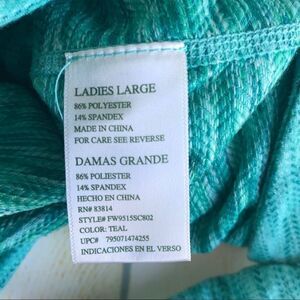 LADIES LARGE
86% POLYESTER
14% SPANDEX
MADE IN CHINA
FOR CARE SEE REVERSE
DAMAS GRANDE
86% POLIESTER
14% SPANDEX
HECHO EN CHINA
RN# 83814
STYLE# FW9515SC802
COLOR: TEAL
UPC# 795071474255
INDICACIONES EN EL VERSO